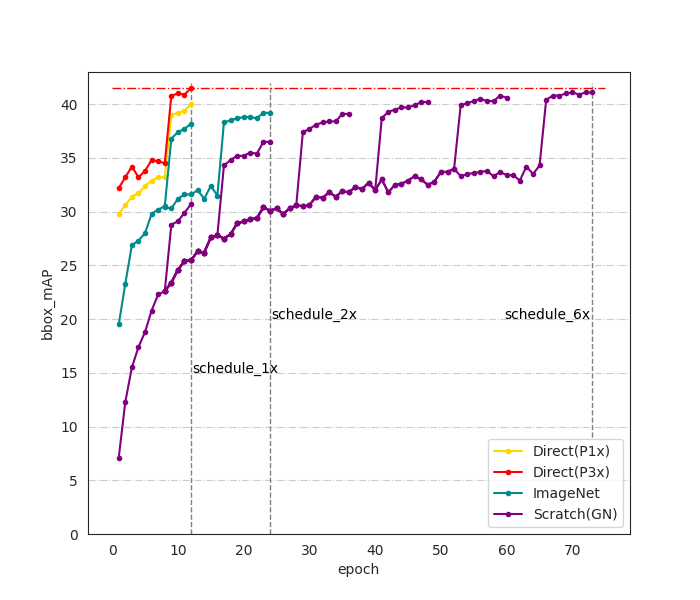 40
35
30
25
20
15
10
5
0
bbox_mAP
schedule_2x
schedule_6x
schedule_1x
Direct(P1x)
Direct(P3x)
ImageNet
Scratch(GN)
0 10 20 30 40 50 60 70
epoch